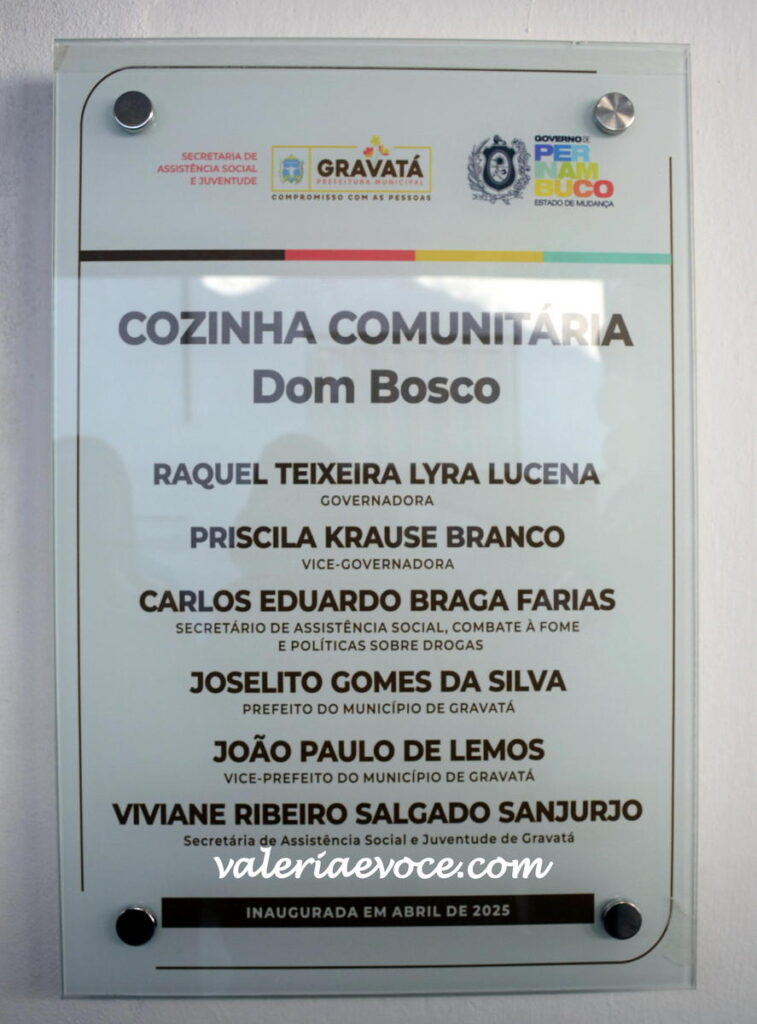 SECRETARIA DE
ASSISTÊNCIA SOCIAL
E JUVENTUDE
GRAVATÁ
PREFEITURA MUNICIPAL
COMPROMISSO COM AS PESSOAS
GOVERNO DE
PER
NAM
BUCO
ESTADO DE MUDANÇA
COZINHA COMUNITÁRIA
Dom Bosco
RAQUEL TEIXEIRA LYRA LUCENA
GOVERNADORA
PRISCILA KRAUSE BRANCO
VICE-GOVERNADORA
CARLOS EDUARDO BRAGA FARIAS
SECRETÁRIO DE ASSISTÊNCIA SOCIAL, COMBATE À FOME
E POLÍTICAS SOBRE DROGAS
JOSELITO GOMES DA SILVA
PREFEITO DO MUNICÍPIO DE GRAVATÁ
JOÃO PAULO DE LEMOS
VICE-PREFEITO DO MUNICÍPIO DE GRAVATÁ
VIVIANE RIBEIRO SALGADO SANJURJO
Secretária de Assistência Social e Juventude de Gravatá
valeriaevoce.com
INAUGURADA EM ABRIL DE 2025